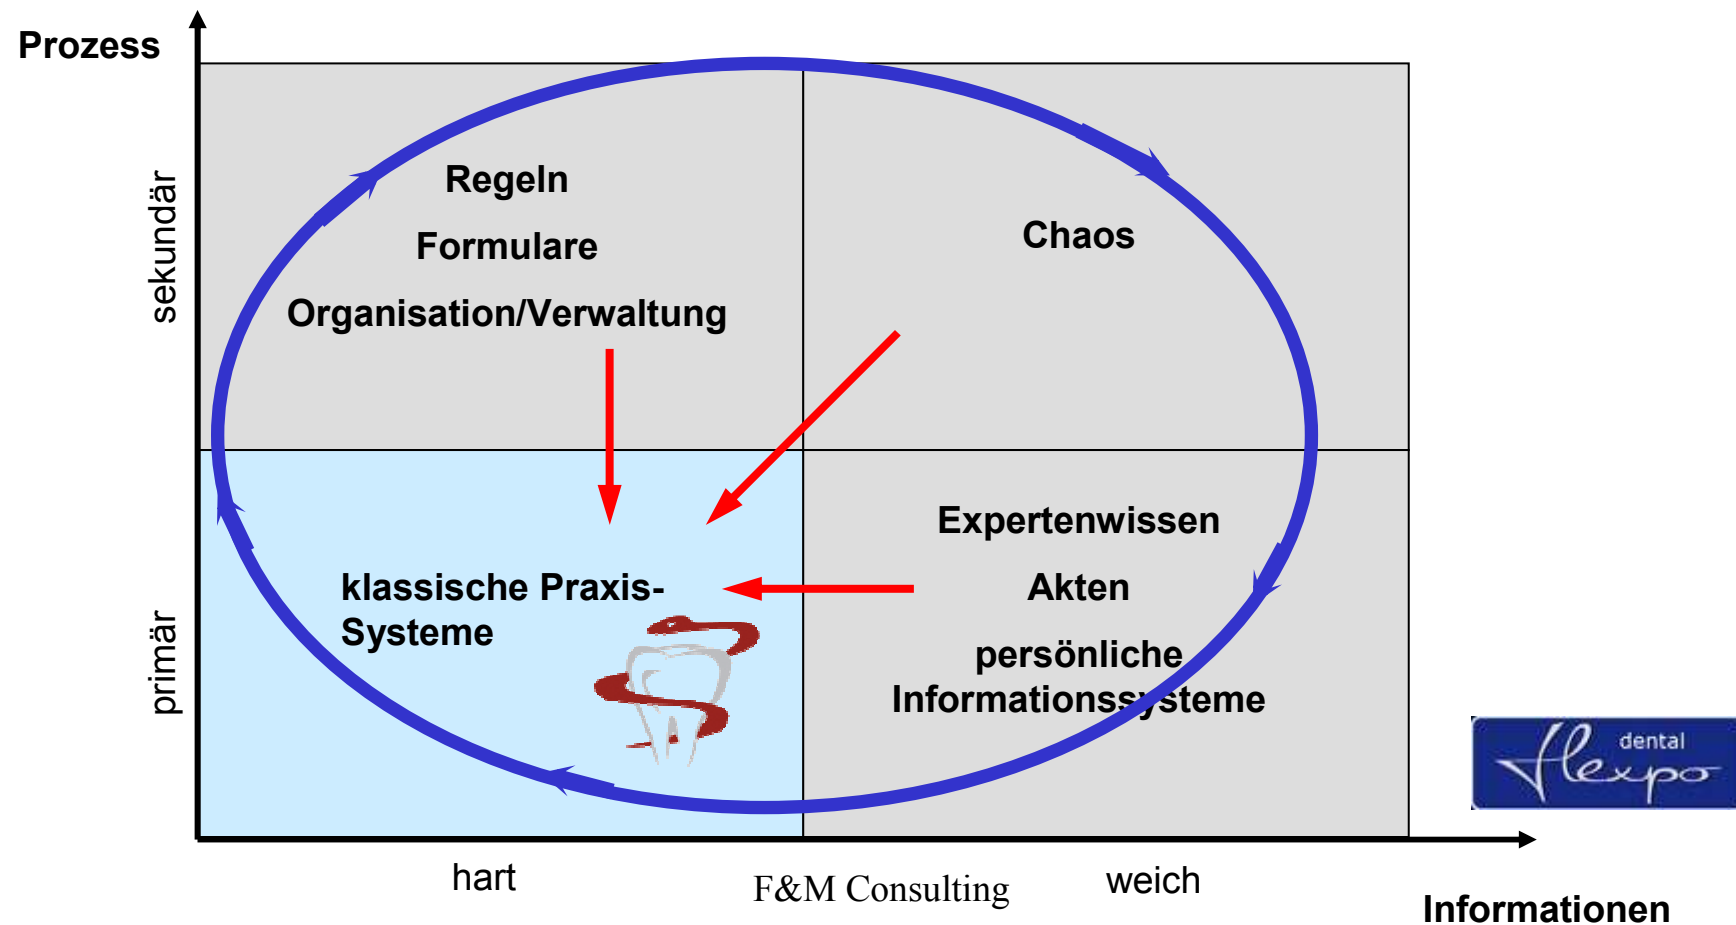 Prozess
sekundär
primär
Regeln
Formulare
Organisation/Verwaltung
Chaos
klassische Praxis-
Systeme
Expertenwissen
Akten
persönliche
Informationssysteme
dental
flexpo
hart
F&M Consulting
weich
Informationen